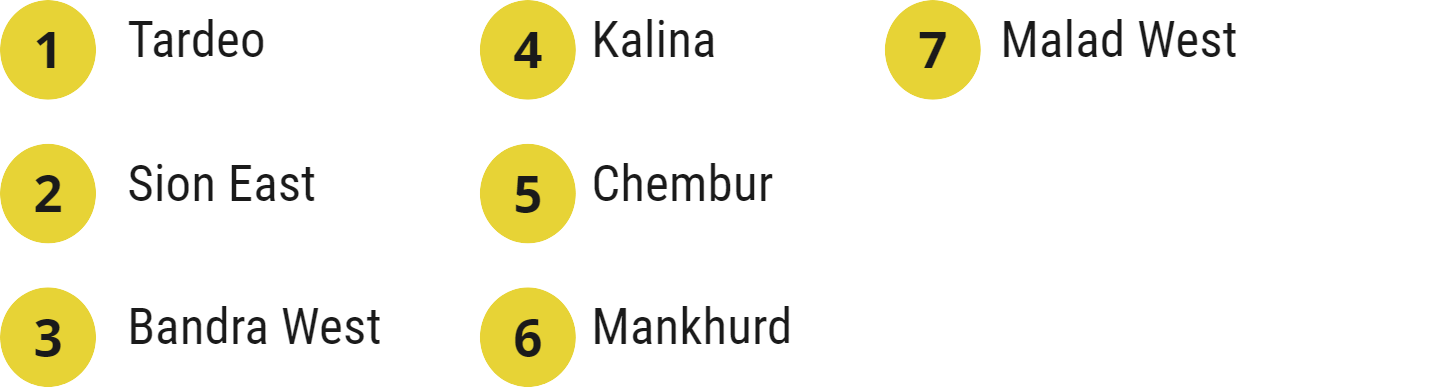 1 Tardeo
2 Sion East
3 Bandra West
4 Kalina
5 Chembur
6 Mankhurd
7 Malad West